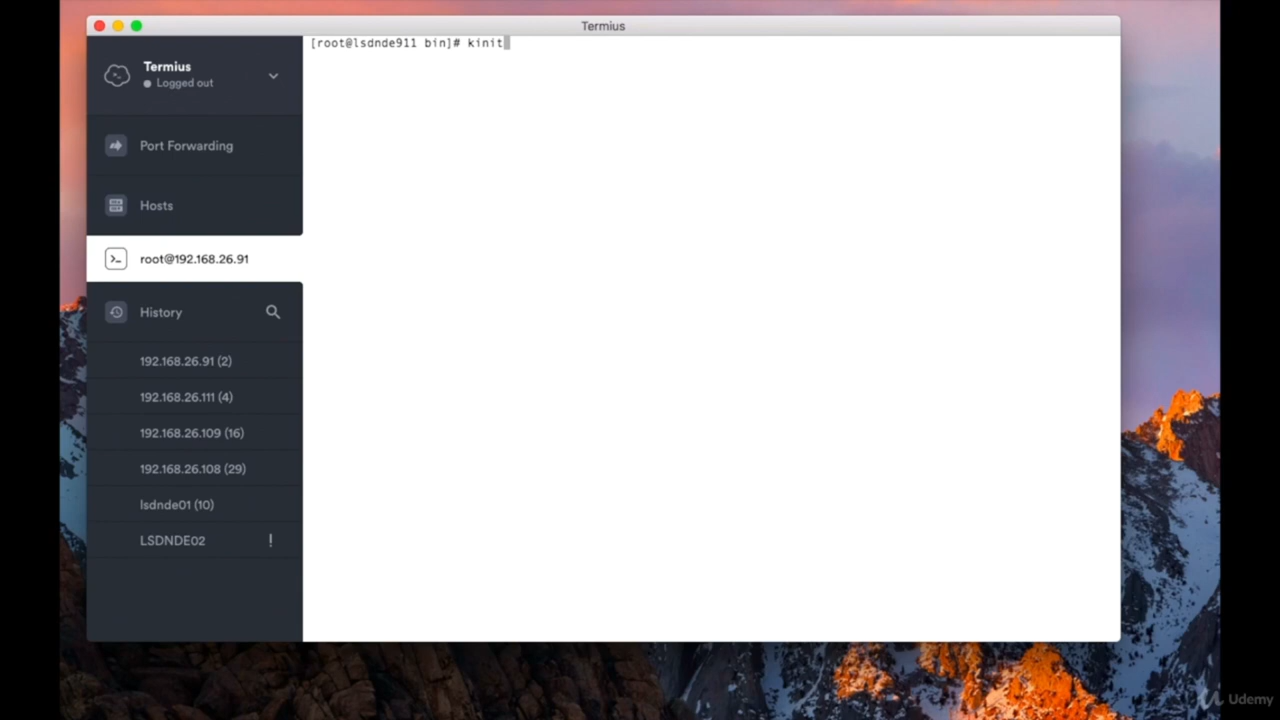 Termius
[root@lsdnde911 bin]# kinit
Termius
Logged out
Port Forwarding
Hosts
root@192.168.26.91
History
192.168.26.91 (2)
192.168.26.111 (4)
192.168.26.109 (16)
192.168.26.108 (29)
lsdnde01 (10)
LSDNDE02 !
Udemy